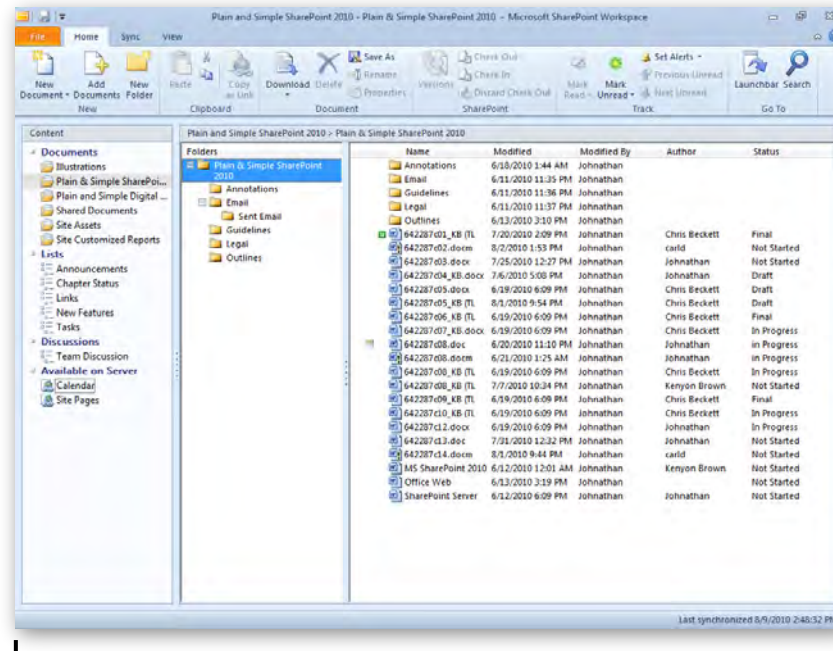 Plain and Simple SharePoint 2010 - Plain & Simple SharePoint 2010 - Microsoft SharePoint Workspace
File Home Sync View
New Document Add Documents New Folder Paste Copy as Link Download Delete Save As Rename Properties Versions Check Out Check In Discard Check Out Mark Read Mark Unread Set Alerts Previous Unread Next Unread Launchbar Search
New Clipboard Document SharePoint Track Go To
Content
Documents
Illustrations
Plain & Simple SharePoi...
Plain and Simple Digital ...
Shared Documents
Site Assets
Site Customized Reports
Lists
Announcements
Chapter Status
Links
New Features
Tasks
Discussions
Team Discussion
Available on Server
Calendar
Site Pages
Plain and Simple SharePoint 2010 > Plain & Simple SharePoint 2010
Folders
Plain & Simple SharePoint
2010
Annotations
Email
Sent Email
Guidelines
Legal
Outlines
Name Modified Modified By Author Status
Annotations 6/18/2010 1:44 AM Johnathan
Email 6/11/2010 11:35 PM Johnathan
Guidelines 6/11/2010 11:36 PM Johnathan
Legal 6/11/2010 11:37 PM Johnathan
Outlines 6/13/2010 3:10 PM Johnathan
642287c01_KB (TL 7/20/2010 2:09 PM Johnathan Chris Beckett Final
642287c02.docm 8/2/2010 1:53 PM Johnathan carld Not Started
642287c03.docx 7/25/2010 12:27 PM Johnathan Johnathan Not Started
642287c04_KB.docx 7/6/2010 5:08 PM Johnathan Johnathan Draft
642287c05.docx 6/19/2010 6:09 PM Johnathan Chris Beckett Draft
642287c05_KB (TL 8/1/2010 9:54 PM Johnathan Chris Beckett Draft
642287c06_KB (TL 6/19/2010 6:09 PM Johnathan Chris Beckett Final
642287c07_KB.docx 6/19/2010 6:09 PM Johnathan Chris Beckett In Progress
642287c08.doc 6/20/2010 11:10 PM Johnathan Johnathan in Progress
642287c08.docm 6/21/2010 1:25 AM Johnathan Johnathan in Progress
642287c08_KB (TL 6/19/2010 6:09 PM Johnathan Chris Beckett In Progress
642287c08_KB (TL 7/7/2010 10:34 PM Johnathan Kenyon Brown Not Started
642287c09_KB (TL 6/19/2010 6:09 PM Johnathan Chris Beckett Final
642287c10_KB (TL 6/19/2010 6:09 PM Johnathan Chris Beckett In Progress
642287c12.docx 6/19/2010 6:09 PM Johnathan Johnathan In Progress
642287c13.doc 7/31/2010 12:32 PM Johnathan Johnathan Not Started
642287c14.docm 8/1/2010 9:44 PM Johnathan carld Not Started
MS SharePoint 2010 6/12/2010 12:01 AM Johnathan Kenyon Brown Not Started
Office Web 6/13/2010 3:19 PM Johnathan Not Started
SharePoint Server 6/12/2010 6:09 PM Johnathan Johnathan Not Started
Last synchronized 8/9/2010 2:48:32 PM